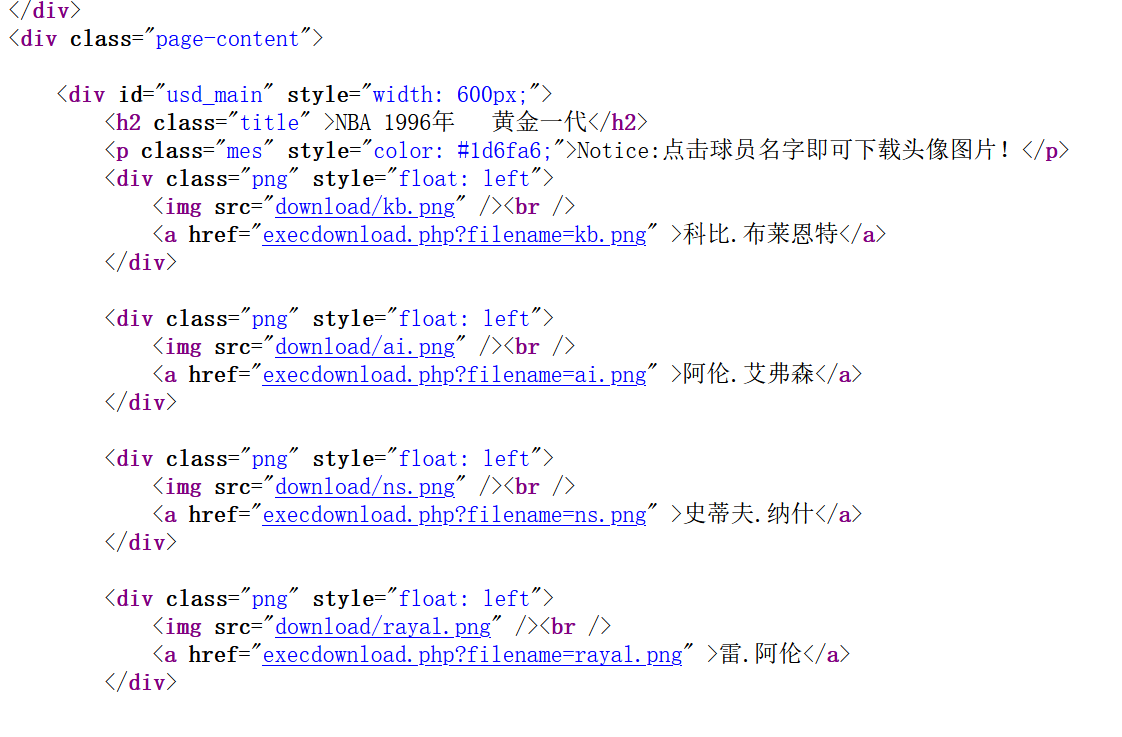 </div>
<div class="page-content">
<div id="usd_main" style="width: 600px;">
<h2 class="title" >NBA 1996年   黄金一代</h2>
<p class="mes" style="color: #1d6fa6;">Notice:点击球员名字即可下载头像图片！</p>
<div class="png" style="float: left">
<img src="download/kb.png" /><br />
<a href="execdownload.php?filename=kb.png" >科比.布莱恩特</a>
</div>
<div class="png" style="float: left">
<img src="download/ai.png" /><br />
<a href="execdownload.php?filename=ai.png" >阿伦.艾弗森</a>
</div>
<div class="png" style="float: left">
<img src="download/ns.png" /><br />
<a href="execdownload.php?filename=ns.png" >史蒂夫.纳什</a>
</div>
<div class="png" style="float: left">
<img src="download/rayal.png" /><br />
<a href="execdownload.php?filename=rayal.png" >雷.阿伦</a>
</div>